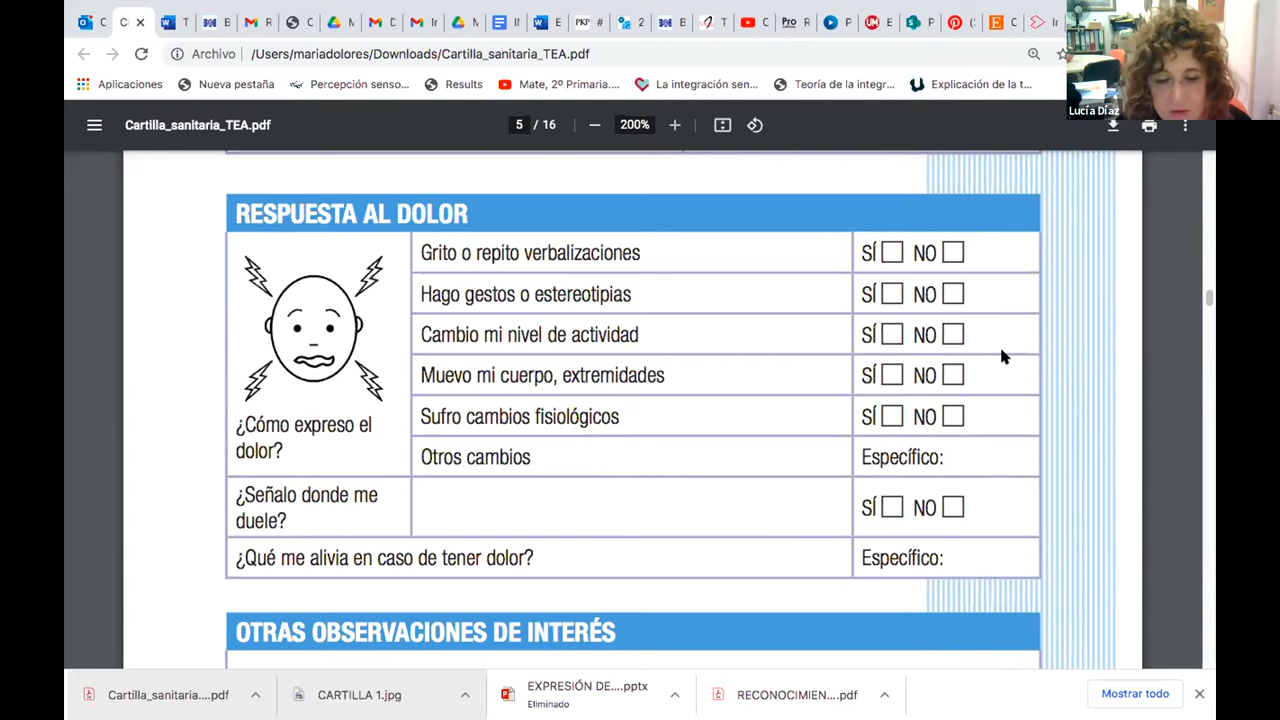 Archivo
/Users/mariadolores/Downloads/Cartilla_sanitaria_TEA.pdf
Aplicaciones
Nueva pestaña
Percepción senso...
Results
Mate, 2º Primaria....
La integración sen...
Teoría de la integr...
Explicación de la t...
Lucía Díaz
Cartilla_sanitaria_TEA.pdf
5 / 16
200%
RESPUESTA AL DOLOR
Grito o repito verbalizaciones SÍ NO
Hago gestos o estereotipias SÍ NO
Cambio mi nivel de actividad SÍ NO
Muevo mi cuerpo, extremidades SÍ NO
Sufro cambios fisiológicos SÍ NO
¿Cómo expreso el
dolor?
Otros cambios Específico:
¿Señalo donde me
duele?
SÍ NO
¿Qué me alivia en caso de tener dolor? Específico:
OTRAS OBSERVACIONES DE INTERÉS
Cartilla_sanitaria....pdf
CARTILLA 1.jpg
EXPRESIÓN DE....pptx
Eliminado
RECONOCIMIEN....pdf
Mostrar todo